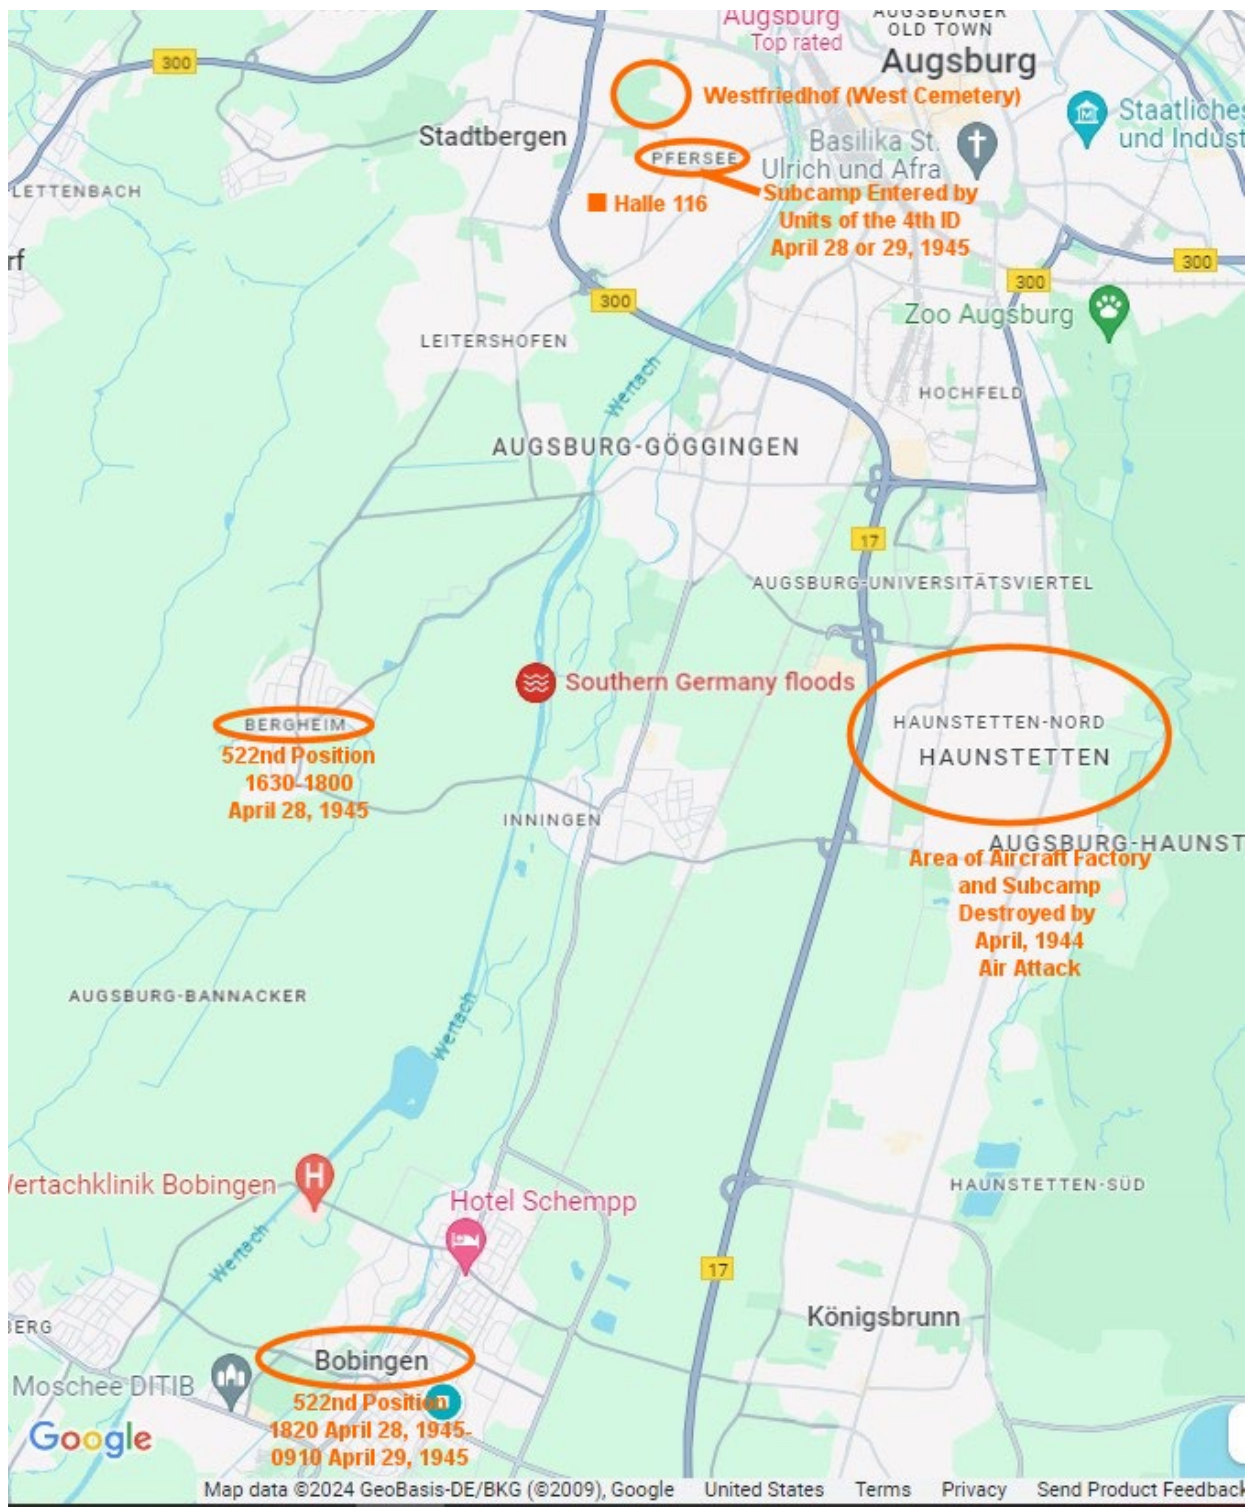 Augsburg
Top rated
AUGSBURGER
OLD TOWN
Augsburg
300
Westfriedhof (West Cemetery)
Staatliches
und Indust
Stadtbergen
Basilika St.
Ulrich und Afra
PFERSEE
LETTENBACH
Halle 116
Subcamp Entered by
Units of the 4th ID
April 28 or 29, 1945
rf
300
300
300
Zoo Augsburg
LEITERSHOFEN
Wertach
HOCHFELD
AUGSBURG-GÖGGINGEN
17
AUGSBURG-UNIVERSITÄTSVIERTEL
Southern Germany floods
BERGHEIM
522nd Position
1630-1800
April 28, 1945
HAUNSTETTEN-NORD
HAUNSTETTEN
INNINGEN
AUGSBURG-HAUNST
Area of Aircraft Factory
and Subcamp
Destroyed by
April, 1944
Air Attack
AUGSBURG-BANNACKER
Wertach
Wertachklinik Bobingen
HAUNSTETTEN-SÜD
Hotel Schempp
Wertach
17
Königsbrunn
BERG
Bobingen
Moschee DITIB
522nd Position
1820 April 28, 1945-
0910 April 29, 1945
Google
Map data ©2024 GeoBasis-DE/BKG (©2009), Google United States Terms Privacy Send Product Feedback